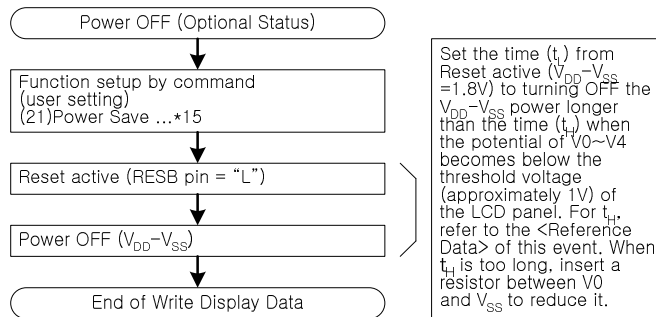 Power OFF (Optional Status)
Function setup by command
(user setting)
(21)Power Save ...*15
Reset active (RESB pin = “L”)
Power OFF (VDD-VSS)
End of Write Display Data
Set the time (tL) from
Reset active (VDD-VSS
=1.8V) to turning OFF the
VDD-VSS power longer
than the time (tH) when
the potential of V0~V4
becomes below the
threshold voltage
(approximately 1V) of
the LCD panel. For tH,
refer to the <Reference
Data> of this event. When
tH is too long, insert a
resistor between V0
and VSS to reduce it.